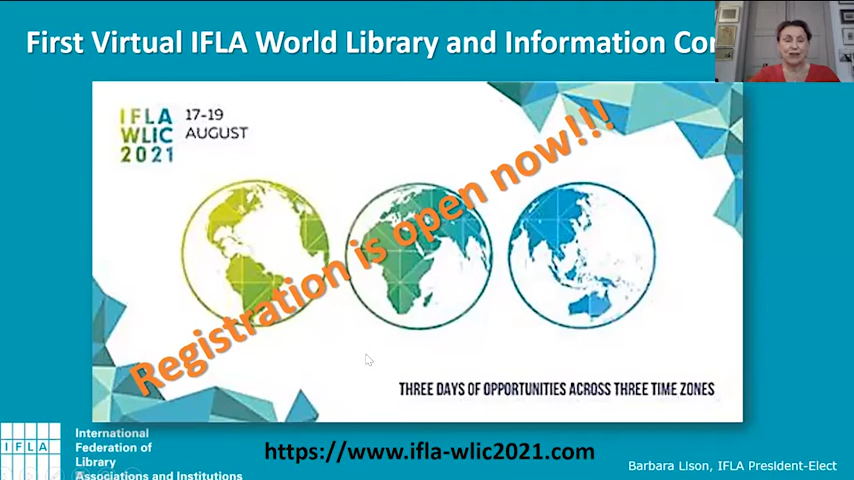 First Virtual IFLA World Library and Information Co
IFLA
WLIC
2021
17-19
AUGUST
Registration is open now!!!
THREE DAYS OF OPPORTUNITIES ACROSS THREE TIME ZONES
IFLA
International
Federation of
Library
Associations and Institutions
https://www.ifla-wlic2021.com
Barbara Lison, IFLA President-Elect